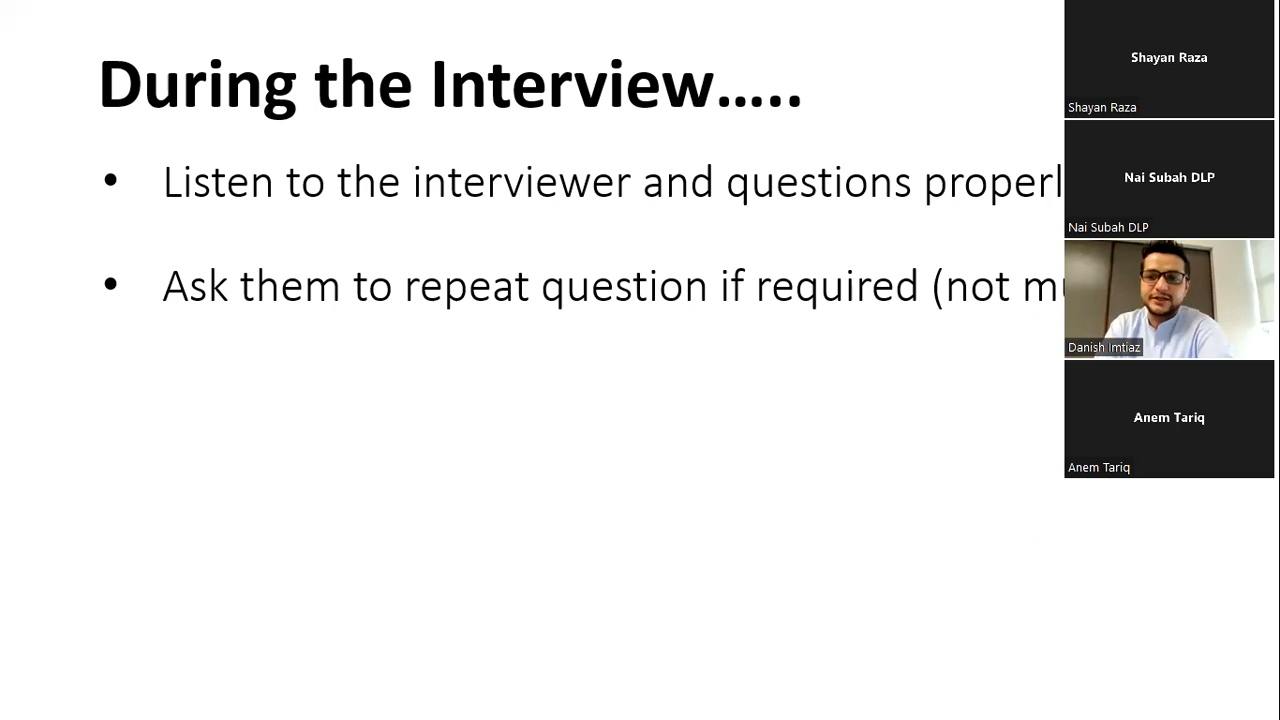 During the Interview…..
• Listen to the interviewer and questions properl
• Ask them to repeat question if required (not mu
Shayan Raza
Shayan Raza
Nai Subah DLP
Nai Subah DLP
Danish Imtiaz
Anem Tariq
Anem Tariq